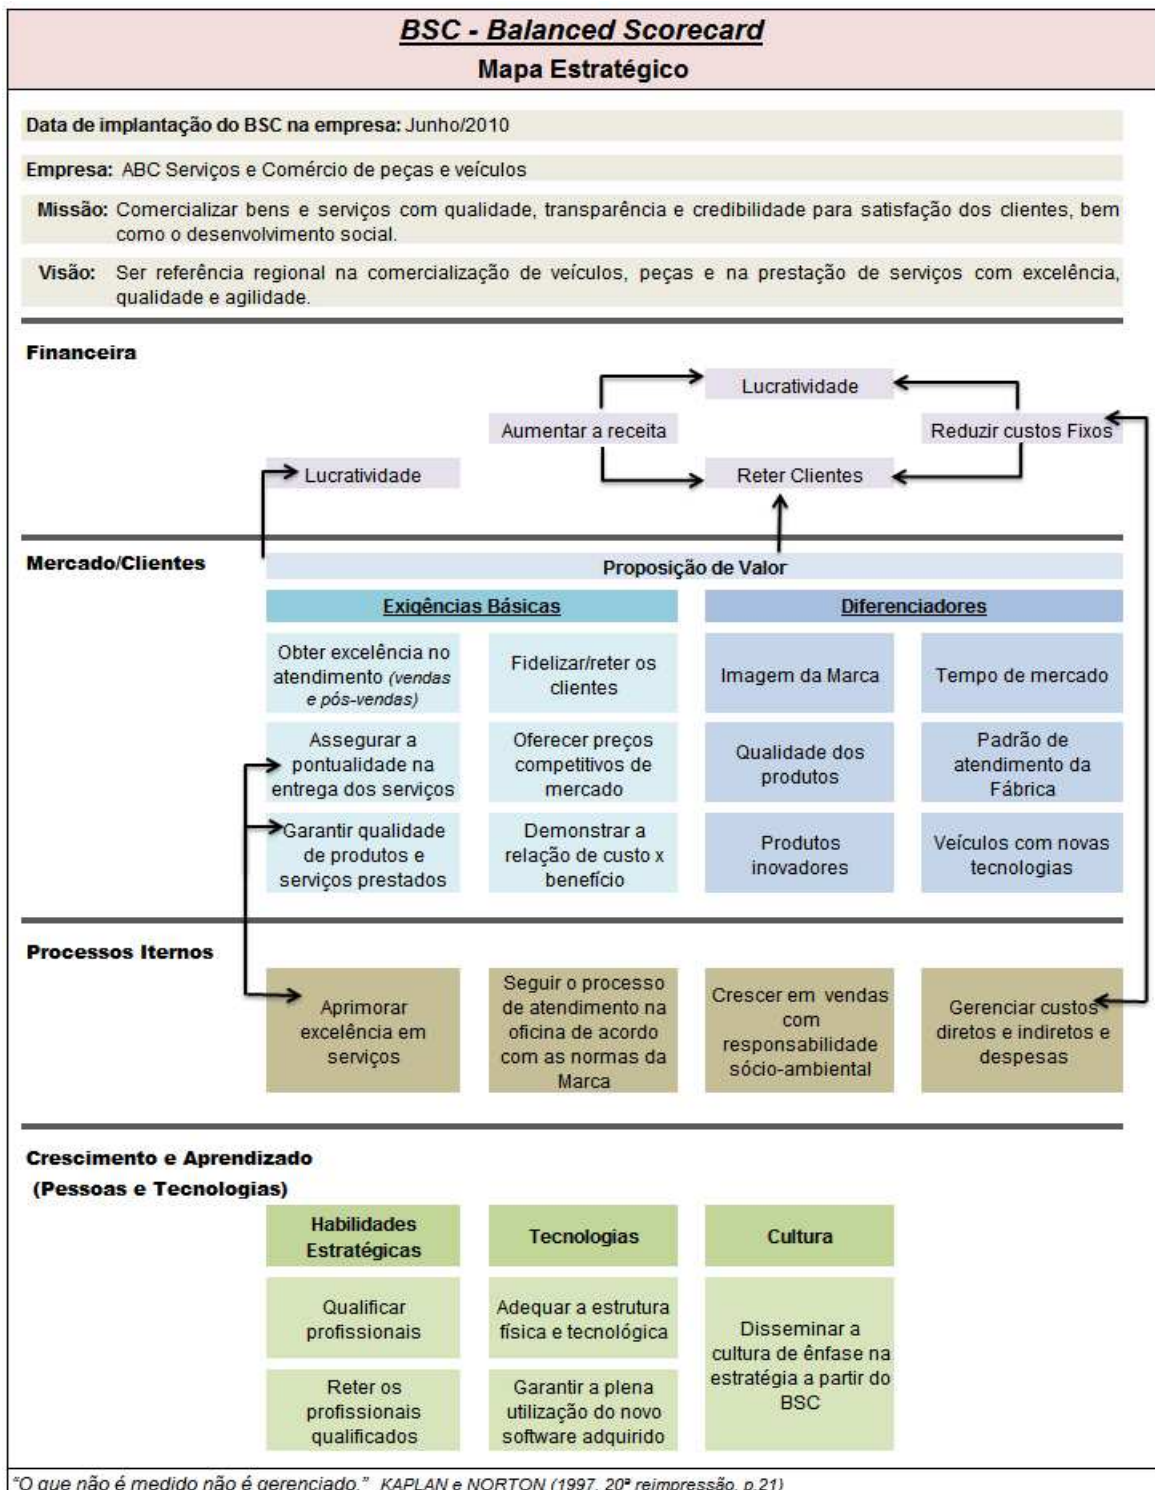 BSC - Balanced Scorecard
Mapa Estratégico
Data de implantação do BSC na empresa: Junho/2010
Empresa: ABC Serviços e Comércio de peças e veículos
Missão: Comercializar bens e serviços com qualidade, transparência e credibilidade para satisfação dos clientes, bem
como o desenvolvimento social.
Visão: Ser referência regional na comercialização de veículos, peças e na prestação de serviços com excelência,
qualidade e agilidade.
Financeira
Lucratividade
Aumentar a receita
Reduzir custos Fixos
Lucratividade
Reter Clientes
Mercado/Clientes
Proposição de Valor
Exigências Básicas
Diferenciadores
Obter excelência no
atendimento (vendas
e pós-vendas)
Fidelizar/reter os
clientes
Imagem da Marca
Tempo de mercado
Assegurar a
pontualidade na
entrega dos serviços
Oferecer preços
competitivos de
mercado
Qualidade dos
produtos
Padrão de
atendimento da
Fábrica
Garantir qualidade
de produtos e
serviços prestados
Demonstrar a
relação de custo x
benefício
Produtos
inovadores
Veículos com novas
tecnologias
Processos Iternos
Aprimorar
excelência em
serviços
Seguir o processo
de atendimento na
oficina de acordo
com as normas da
Marca
Crescer em vendas
com
responsabilidade
sócio-ambiental
Gerenciar custos
diretos e indiretos e
despesas
Crescimento e Aprendizado
(Pessoas e Tecnologias)
Habilidades
Estratégicas
Tecnologias
Cultura
Qualificar
profissionais
Adequar a estrutura
física e tecnológica
Disseminar a
cultura de ênfase na
estratégia a partir do
BSC
Reter os
profissionais
qualificados
Garantir a plena
utilização do novo
software adquirido
"O que não é medido não é gerenciado." KAPLAN e NORTON (1997, 20ª reimpressão, p.21)